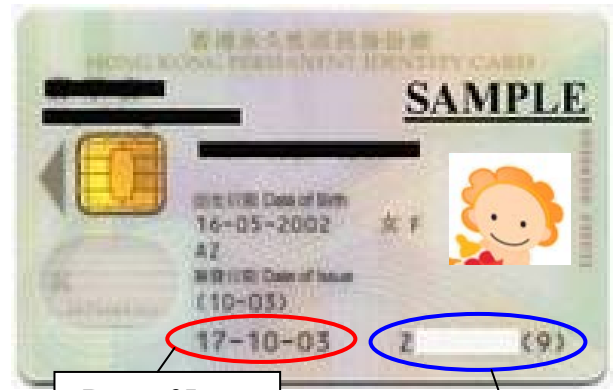 香港永久性居民身份證
HONG KONG PERMANENT IDENTITY CARD
SAMPLE
出生日期 Date of Birth
16-05-2002 女 F
AZ
簽發日期 Date of Issue
(10-03)
17-10-03 Z (9)